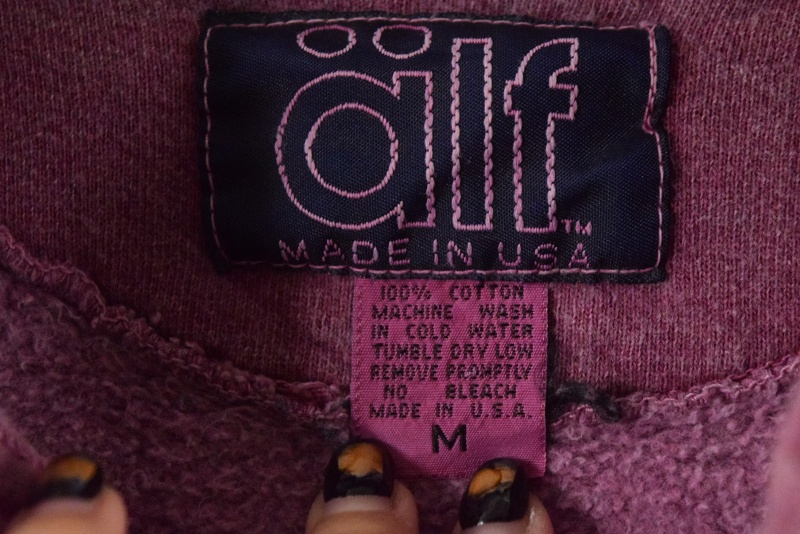 älf™
MADE IN USA
100% COTTON
MACHINE WASH
IN COLD WATER
TUMBLE DRY LOW
REMOVE PROMPTLY
NO BLEACH
MADE IN U.S.A.
M